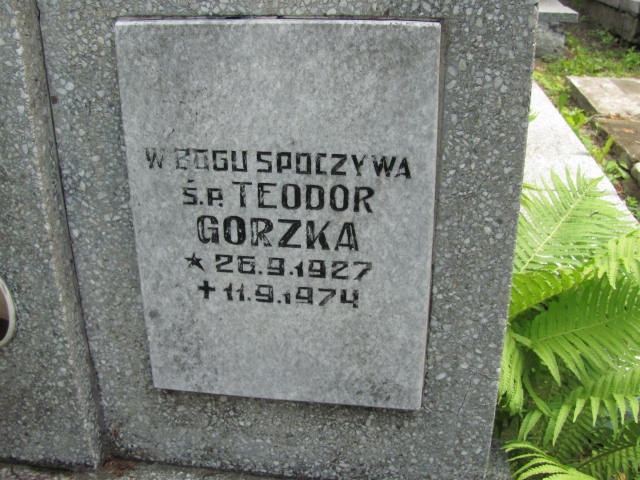 W BOGU SPOCZYWA
Ś.P. TEODOR
GORZKA
* 26.9.1927
+ 11.9.1974